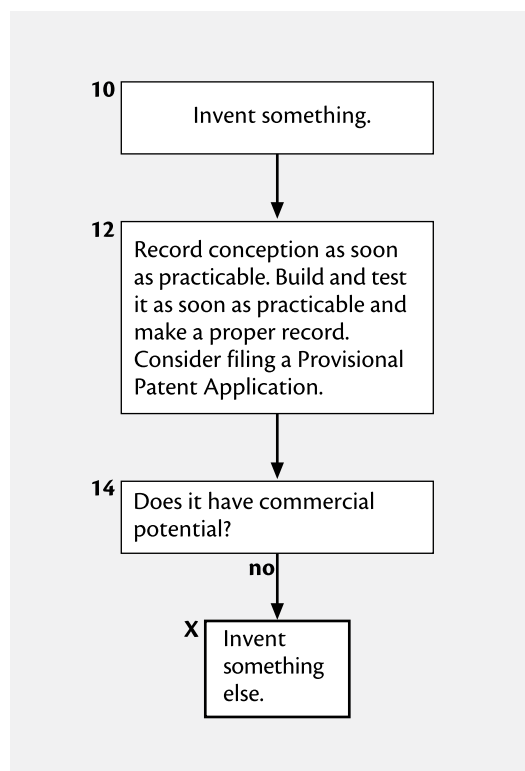 10
Invent something.
12
Record conception as soon
as practicable. Build and test
it as soon as practicable and
make a proper record.
Consider filing a Provisional
Patent Application.
14
Does it have commercial
potential?
no
X
Invent
something
else.